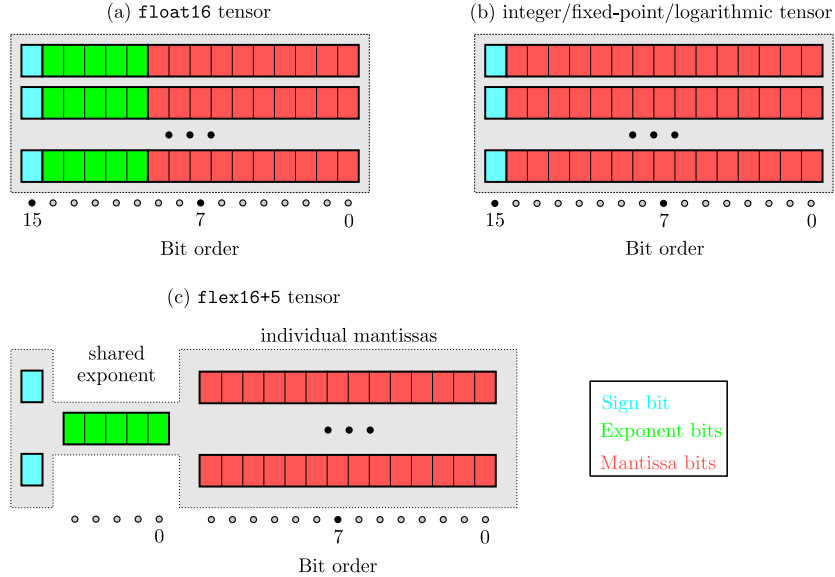 (a) float16 tensor
15 7 0
Bit order
(b) integer/fixed-point/logarithmic tensor
15 7 0
Bit order
(c) flex16+5 tensor
shared
exponent
individual mantissas
0 7 0
Bit order
Sign bit
Exponent bits
Mantissa bits